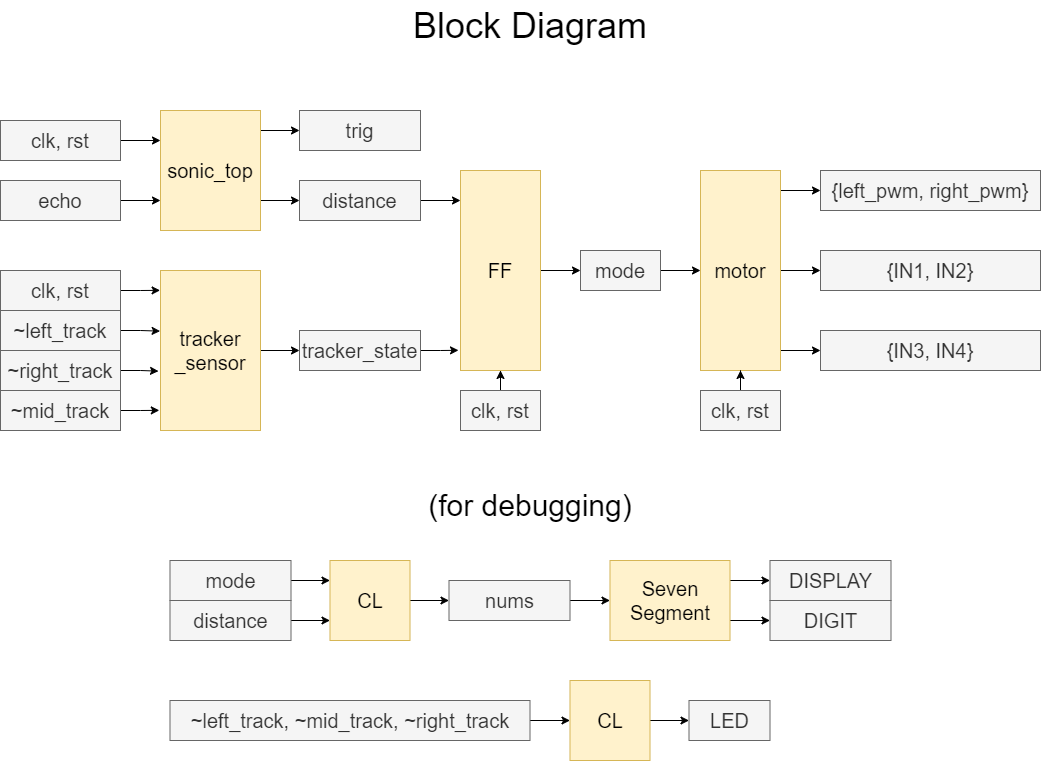 Block Diagram
clk, rst
echo
sonic_top
trig
distance
clk, rst
~left_track
~right_track
~mid_track
tracker
_sensor
tracker_state
FF
clk, rst
mode
motor
clk, rst
{left_pwm, right_pwm}
{IN1, IN2}
{IN3, IN4}
(for debugging)
mode
distance
CL
nums
Seven
Segment
DISPLAY
DIGIT
~left_track, ~mid_track, ~right_track
CL
LED